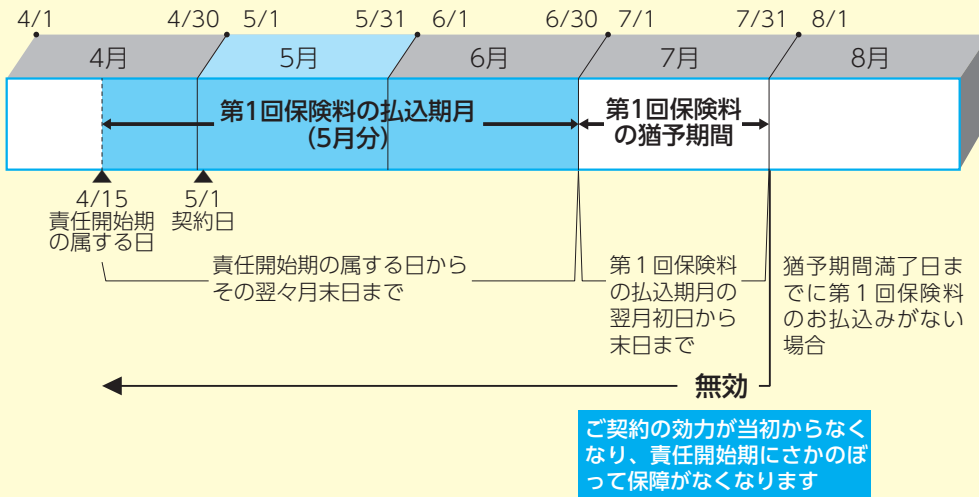 4/1 4/30 5/1 5/31 6/1 6/30 7/1 7/31 8/1
4月 5月 6月 7月 8月
第1回保険料の払込期月
(5月分)
第1回保険料
の猶予期間
4/15
責任開始期
の属する日
5/1
契約日
責任開始期の属する日から
その翌々月末日まで
第1回保険料
の払込期月の
翌月初日から
末日まで
猶予期間満了日ま
でに第1回保険料
のお払込みがない
場合
無効
ご契約の効力が当初からなく
なり、責任開始期にさかのぼ
って保障がなくなります